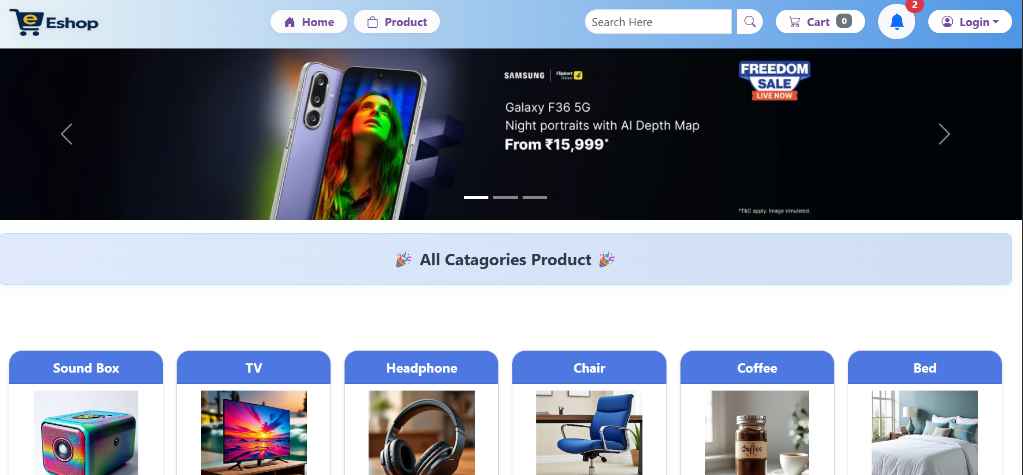 e Eshop
Home
Product
Search Here
Cart 0
2
Login
SAMSUNG
FREEDOM
SALE
LIVE NOW
Galaxy F36 5G
Night portraits with AI Depth Map
From ₹15,999*
*T&C apply. Image simulated.
🎉 All Catagories Product 🎉
Sound Box
TV
Headphone
Chair
Coffee
Bed
Coffee